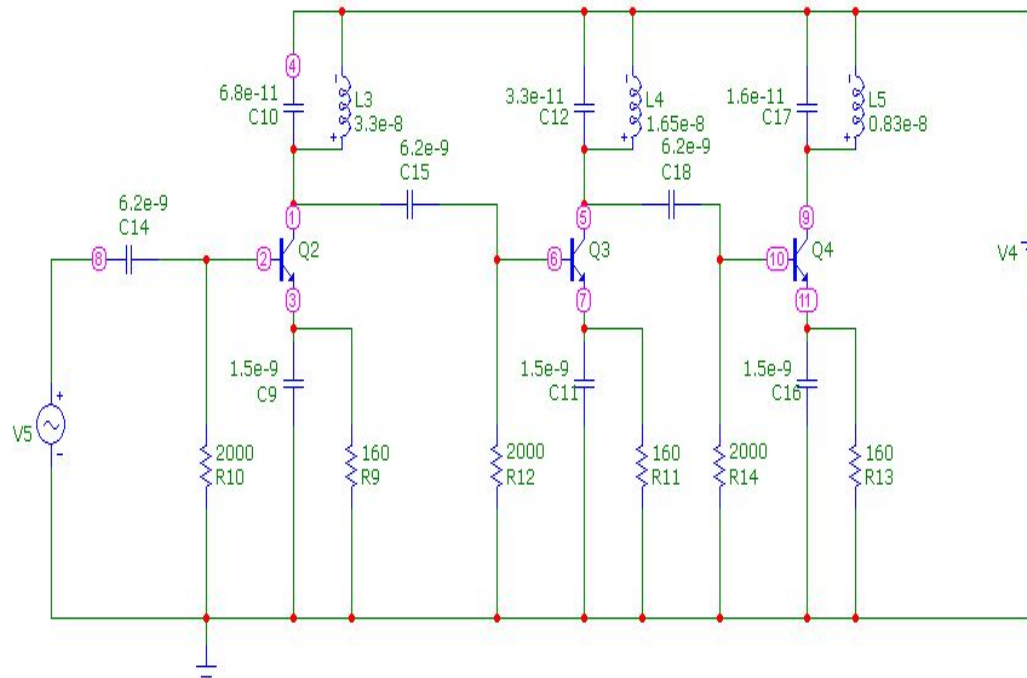 4
6.8e-11
C10
L3
3.3e-8
3.3e-11
C12
L4
1.65e-8
1.6e-11
C17
L5
0.83e-8
6.2e-9
C15
6.2e-9
C18
6.2e-9
C14
1
5
9
8
2
Q2
6
Q3
10
Q4
V4
3
7
11
1.5e-9
C9
1.5e-9
C11
1.5e-9
C16
V5
2000
R10
160
R9
2000
R12
160
R11
2000
R14
160
R13